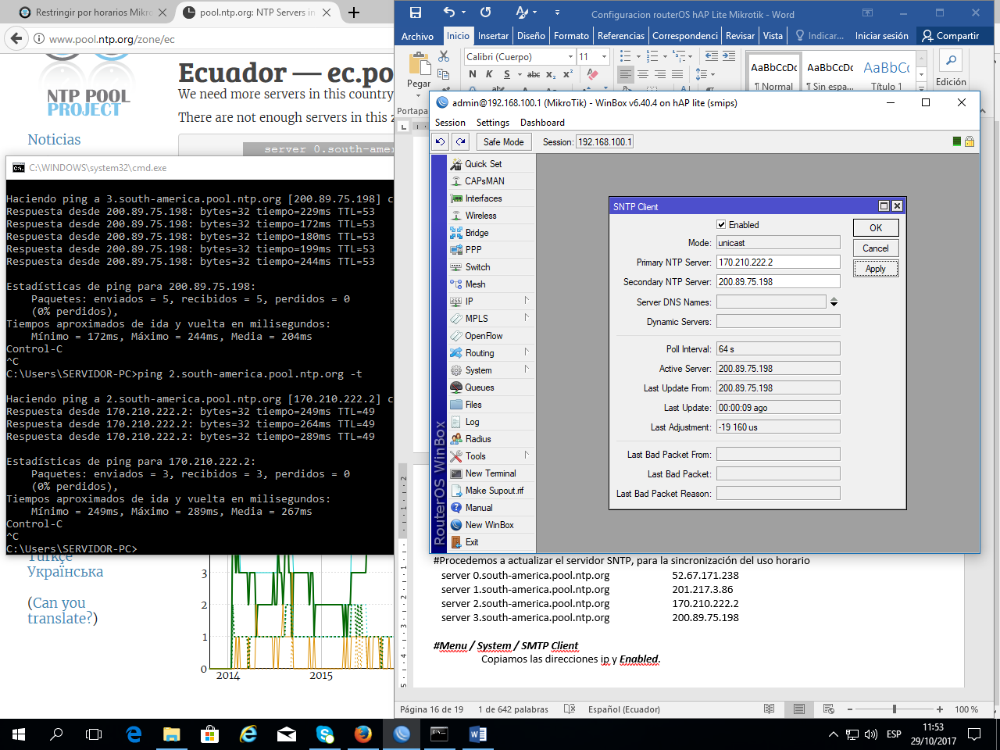 Restringir por horarios Mikro
pool.ntp.org: NTP Servers in
www.pool.ntp.org/zone/ec
NTP POOL
PROJECT
Noticias
Ecuador — ec.po
We need more servers in this country
There are not enough servers in this z
server 0.south-amer
C:\WINDOWS\system32\cmd.exe
Haciendo ping a 3.south-america.pool.ntp.org [200.89.75.198] c
Respuesta desde 200.89.75.198: bytes=32 tiempo=229ms TTL=53
Respuesta desde 200.89.75.198: bytes=32 tiempo=172ms TTL=53
Respuesta desde 200.89.75.198: bytes=32 tiempo=180ms TTL=53
Respuesta desde 200.89.75.198: bytes=32 tiempo=199ms TTL=53
Respuesta desde 200.89.75.198: bytes=32 tiempo=244ms TTL=53
Estadísticas de ping para 200.89.75.198:
Paquetes: enviados = 5, recibidos = 5, perdidos = 0
(0% perdidos),
Tiempos aproximados de ida y vuelta en milisegundos:
Mínimo = 172ms, Máximo = 244ms, Media = 204ms
Control-C
^C
C:\Users\SERVIDOR-PC>ping 2.south-america.pool.ntp.org -t
Haciendo ping a 2.south-america.pool.ntp.org [170.210.222.2] c
Respuesta desde 170.210.222.2: bytes=32 tiempo=249ms TTL=49
Respuesta desde 170.210.222.2: bytes=32 tiempo=264ms TTL=49
Respuesta desde 170.210.222.2: bytes=32 tiempo=289ms TTL=49
Estadísticas de ping para 170.210.222.2:
Paquetes: enviados = 3, recibidos = 3, perdidos = 0
(0% perdidos),
Tiempos aproximados de ida y vuelta en milisegundos:
Mínimo = 249ms, Máximo = 289ms, Media = 267ms
Control-C
^C
C:\Users\SERVIDOR-PC>
Türkçe
Українська
(Can you
translate?)
3
2
1
0
2014
2015
Configuracion routerOS hAP Lite Mikrotik - Word
Archivo Inicio Insertar Diseño Formato Referencias Correspondenci Revisar Vista Indicar... Iniciar sesión Compartir
Pegar
Portapa
Calibri (Cuerpo) 11
N K S abc x₂ x²
AaBbCcDc AaBbCcDc AaBbCc
¶ Normal ¶ Sin espa... Título 1
Edición
admin@192.168.100.1 (MikroTik) - WinBox v6.40.4 on hAP lite (smips)
Session Settings Dashboard
Safe Mode Session: 192.168.100.1
RouterOS WinBox
Quick Set
CAPsMAN
Interfaces
Wireless
Bridge
PPP
Switch
Mesh
IP
MPLS
OpenFlow
Routing
System
Queues
Files
Log
Radius
Tools
New Terminal
Make Supout.rif
Manual
New WinBox
Exit
SNTP Client
Enabled
Mode: unicast
Primary NTP Server: 170.210.222.2
Secondary NTP Server: 200.89.75.198
Server DNS Names:
Dynamic Servers:
Poll Interval: 64 s
Active Server: 200.89.75.198
Last Update From: 200.89.75.198
Last Update: 00:00:09 ago
Last Adjustment: -19 160 us
Last Bad Packet From:
Last Bad Packet:
Last Bad Packet Reason:
OK
Cancel
Apply
#Procedemos a actualizar el servidor SNTP, para la sincronización del uso horario
server 0.south-america.pool.ntp.org 52.67.171.238
server 1.south-america.pool.ntp.org 201.217.3.86
server 2.south-america.pool.ntp.org 170.210.222.2
server 3.south-america.pool.ntp.org 200.89.75.198
#Menu / System / SMTP Client
Copiamos las direcciones ip y Enabled.
Página 16 de 19 1 de 642 palabras Español (Ecuador) 100 %
ESP
11:53
29/10/2017